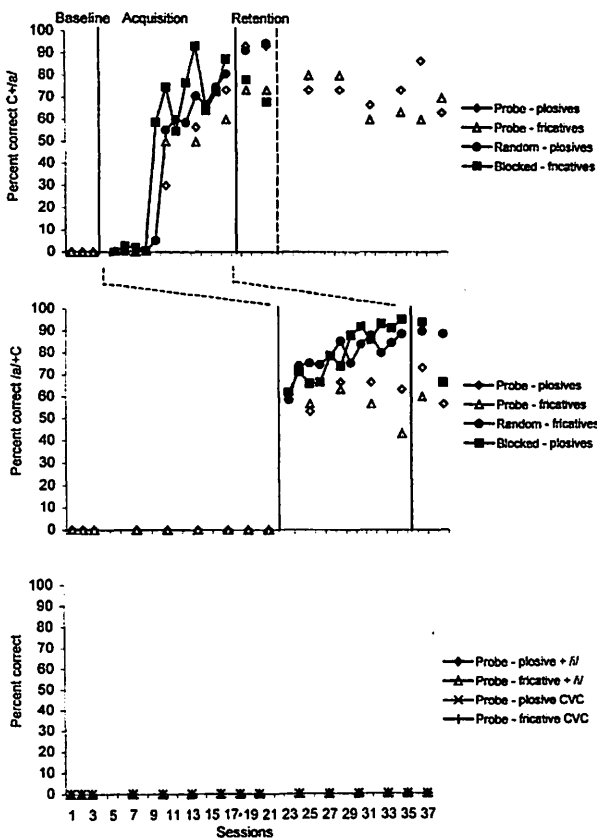 Baseline Acquisition Retention
Percent correct C+/a/
100
90
80
70
60
50
40
30
20
10
0
Probe - plosives
Probe - fricatives
Random - plosives
Blocked - fricatives
Percent correct /a/+C
100
90
80
70
60
50
40
30
20
10
0
Probe - plosives
Probe - fricatives
Random - fricatives
Blocked - plosives
Percent correct
100
90
80
70
60
50
40
30
20
10
0
Probe - plosive + /i/
Probe - fricative + /i/
Probe - plosive CVC
Probe - fricative CVC
1 3 5 7 9 11 13 15 17 19 21 23 25 27 29 31 33 35 37
Sessions